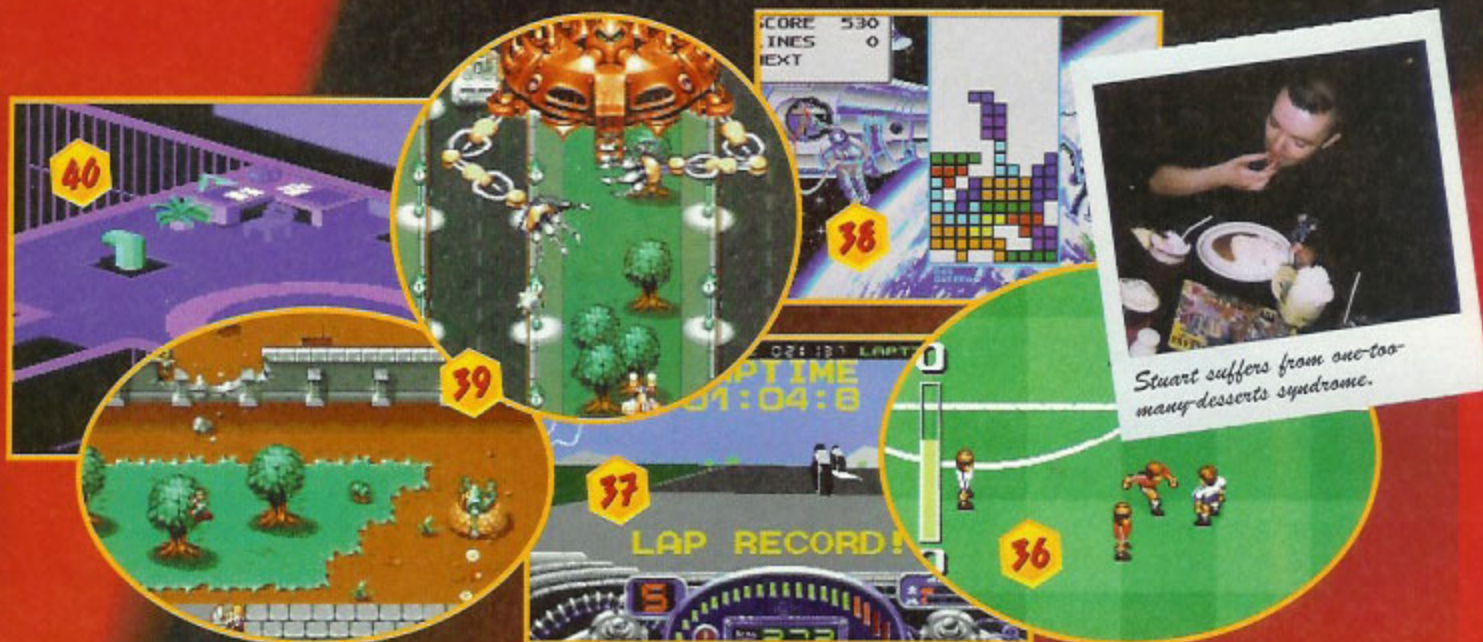 40
39
SCORE 530
LINES 0
NEXT
38
Stuart suffers from one-too-
many-desserts syndrome.
LAPTIME
01:04:8
37
LAP RECORD!
5
36